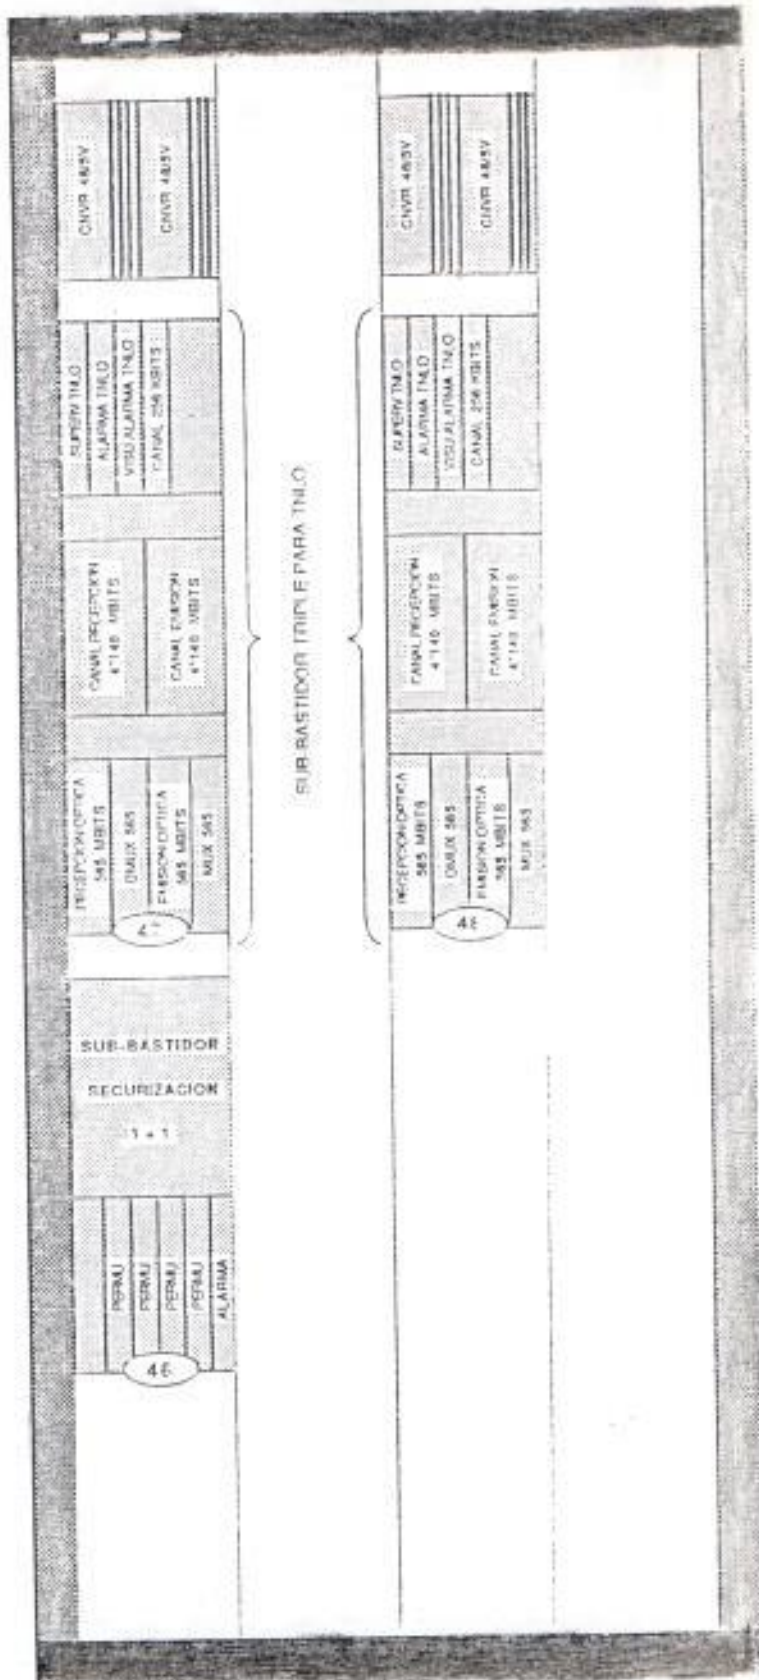 CNVR 48/5V
CNVR 48/5V
SUPERV TNLO
ALARMA TNLO
VISU ALARMA TNLO
CANAL 256 KBITS
CANAL RECEPCION
4*140 MBITS
CANAL EMISION
4*140 MBITS
RECEPCION OPTICA
565 MBITS
DMUX 565
EMISION OPTICA
565 MBITS
MUX 565
47
SUB-BASTIDOR
SECURIZACION
1 + 1
PERMU
PERMU
PERMU
PERMU
ALARMA
46
SUB-BASTIDOR TRIPLE PARA TNLO
CNVR 48/5V
CNVR 48/5V
SUPERV TNLO
ALARMA TNLO
VISU ALARMA TNLO
CANAL 256 KBITS
CANAL RECEPCION
4*140 MBITS
CANAL EMISION
4*140 MBITS
RECEPCION OPTICA
565 MBITS
DMUX 565
EMISION OPTICA
565 MBITS
MUX 565
48